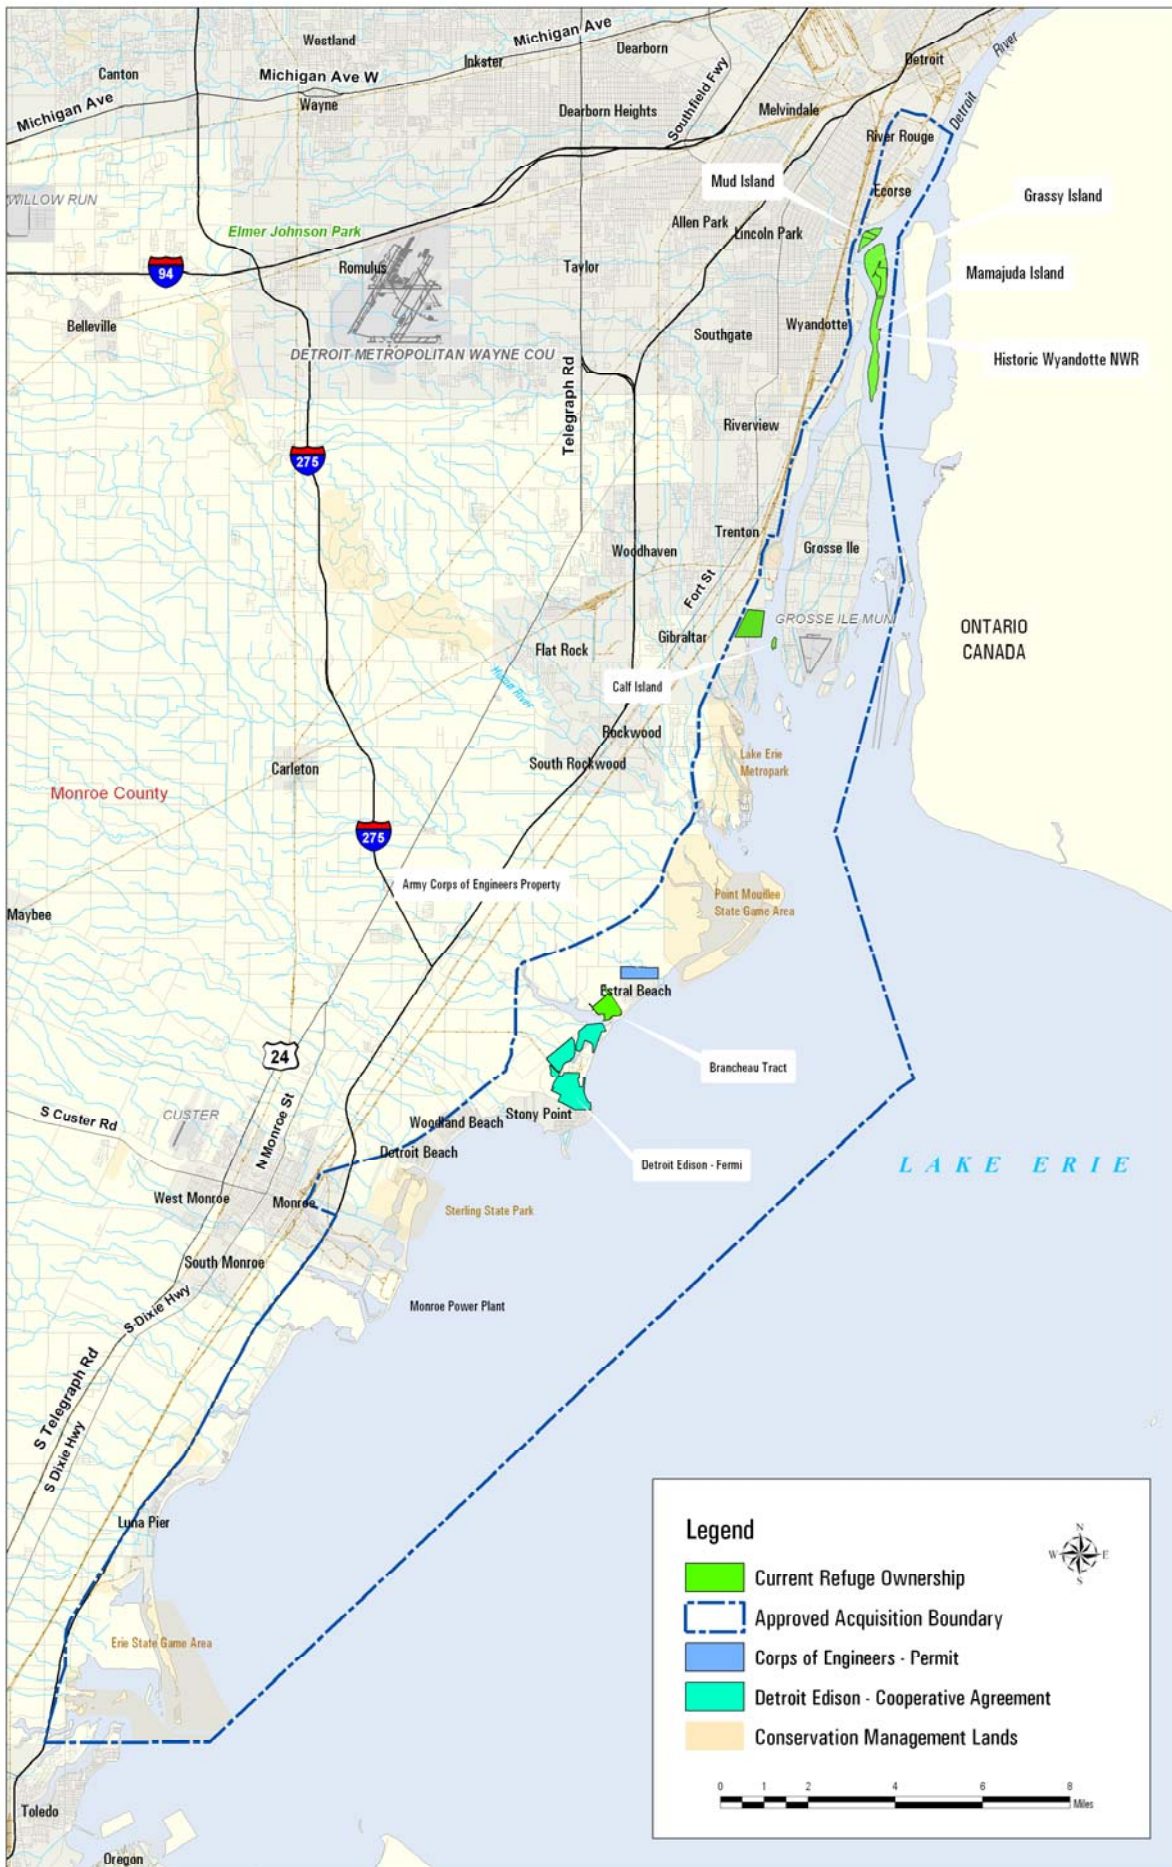 Michigan Ave
Westland
Dearborn
Detroit
River
Inkster
Canton
Michigan Ave W
Wayne
Southfield Fwy
Michigan Ave
Dearborn Heights
Melvindale
Detroit
River Rouge
Mud Island
Ecorse
Grassy Island
WILLOW RUN
Allen Park
Lincoln Park
Elmer Johnson Park
94
Romulus
Taylor
Mamajuda Island
Belleville
Southgate
Wyandotte
DETROIT METROPOLITAN WAYNE COU
Historic Wyandotte NWR
Telegraph Rd
Riverview
275
Trenton
Woodhaven
Grosse Ile
Fort St
GROSSE ILE MUN
Gibraltar
ONTARIO
CANADA
Flat Rock
Huron River
Calf Island
Rockwood
South Rockwood
Lake Erie
Metropark
Carleton
Monroe County
275
Army Corps of Engineers Property
Point Mouillee
State Game Area
Maybee
Estral Beach
24
Brancheau Tract
S Custer Rd
CUSTER
N Monroe St
Stony Point
Woodland Beach
Detroit Beach
Detroit Edison - Fermi
LAKE ERIE
West Monroe
Monroe
Sterling State Park
South Monroe
Monroe Power Plant
S Dixie Hwy
S Telegraph Rd
S Dixie Hwy
Luna Pier
Erie State Game Area
Toledo
Oregon
Legend
N
W E
S
Current Refuge Ownership
Approved Acquisition Boundary
Corps of Engineers - Permit
Detroit Edison - Cooperative Agreement
Conservation Management Lands
0 1 2 4 6 8
Miles